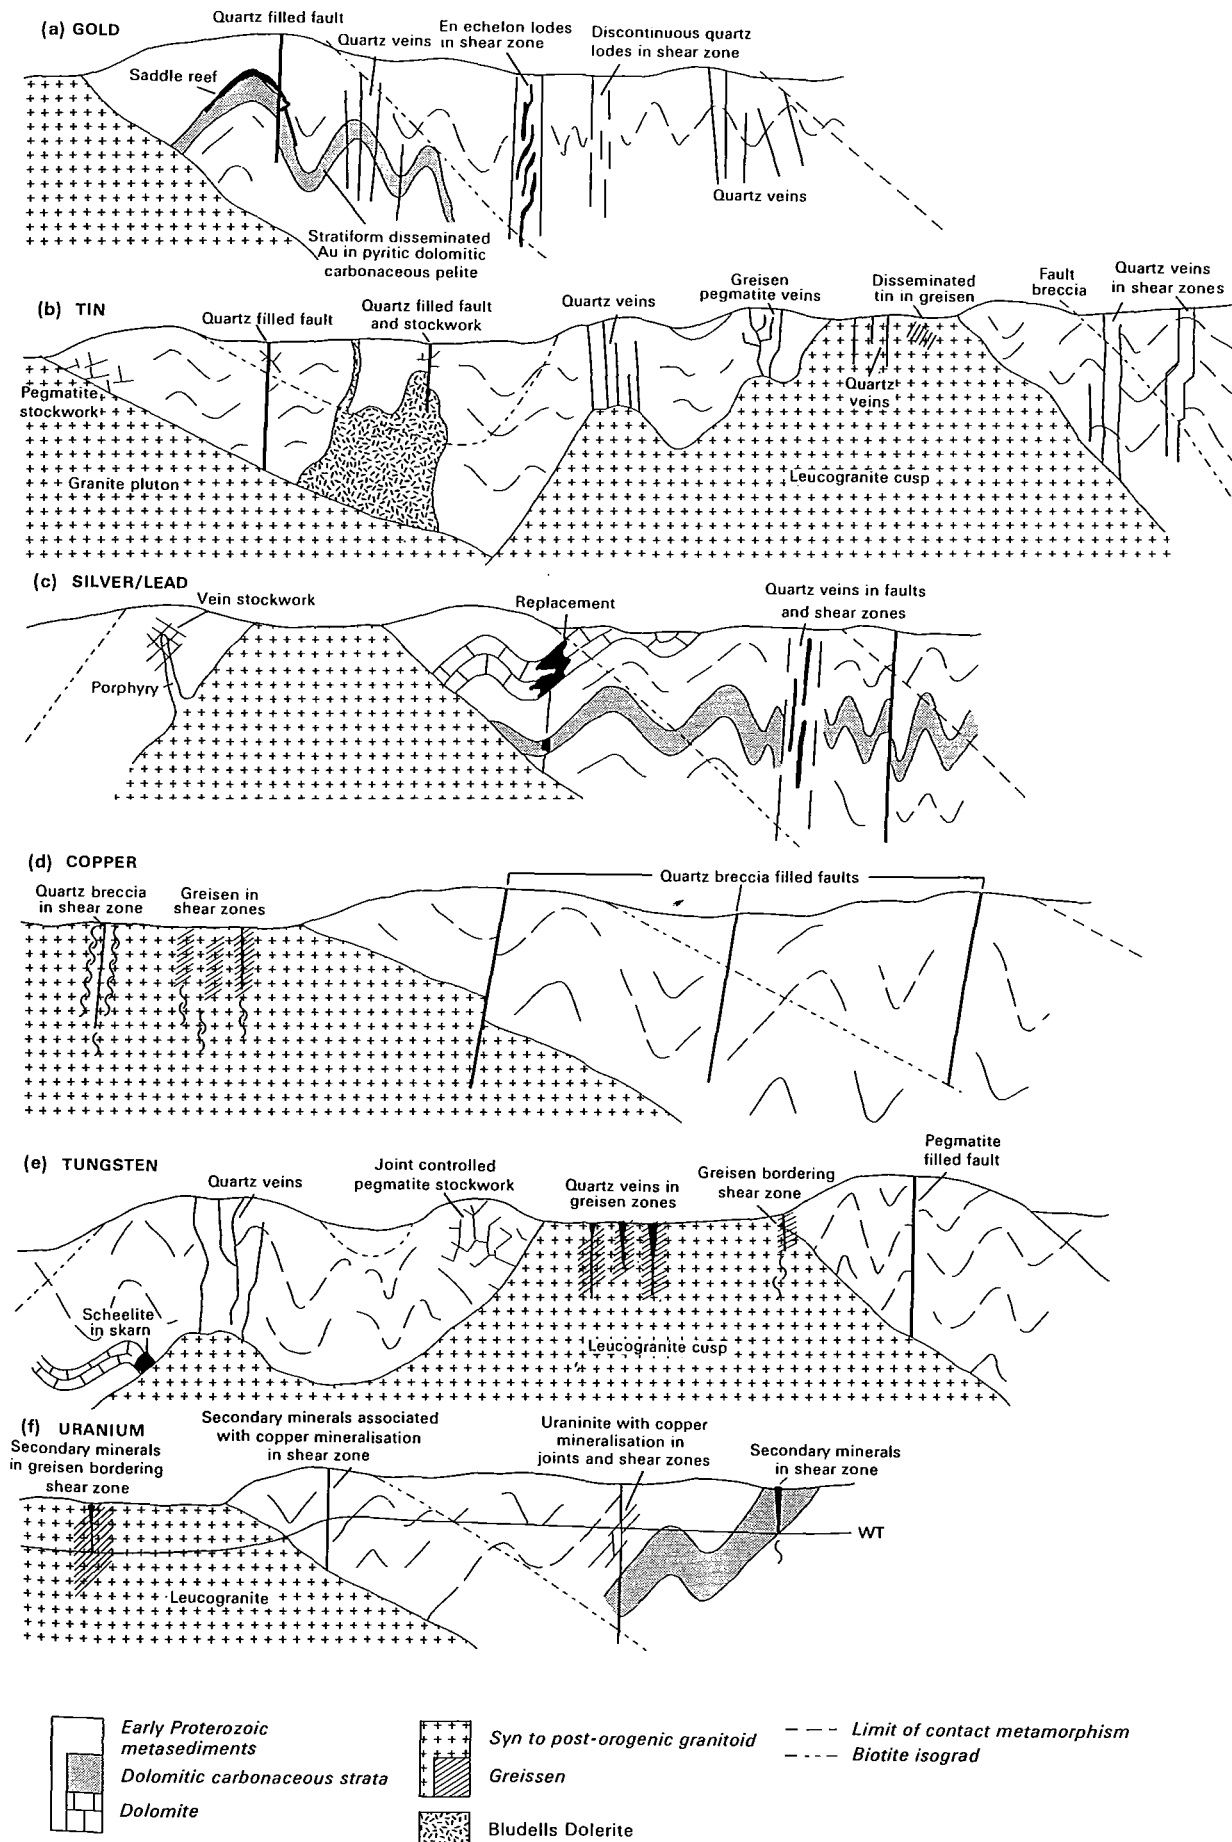 (a) GOLD
Quartz filled fault
Quartz veins
En echelon lodes
in shear zone
Discontinuous quartz
lodes in shear zone
Saddle reef
Quartz veins
Stratiform disseminated
Au in pyritic dolomitic
carbonaceous pelite
(b) TIN
Quartz filled fault
Quartz filled fault
and stockwork
Quartz veins
Greisen
pegmatite veins
Disseminated
tin in greisen
Fault
breccia
Quartz veins
in shear zones
Pegmatite
stockwork
Quartz
veins
Granite pluton
Leucogranite cusp
(c) SILVER/LEAD
Vein stockwork
Replacement
Quartz veins in faults
and shear zones
Porphyry
(d) COPPER
Quartz breccia
in shear zone
Greisen in
shear zones
Quartz breccia filled faults
(e) TUNGSTEN
Quartz veins
Joint controlled
pegmatite stockwork
Quartz veins in
greisen zones
Greisen bordering
shear zone
Pegmatite
filled fault
Scheelite
in skarn
Leucogranite cusp
(f) URANIUM
Secondary minerals
in greisen bordering
shear zone
Secondary minerals associated
with copper mineralisation
in shear zone
Uraninite with copper
mineralisation in
joints and shear zones
Secondary minerals
in shear zone
WT
Leucogranite
Early Proterozoic
metasediments
Dolomitic carbonaceous strata
Dolomite
Syn to post-orogenic granitoid
Greissen
Bludells Dolerite
Limit of contact metamorphism
Biotite isograd